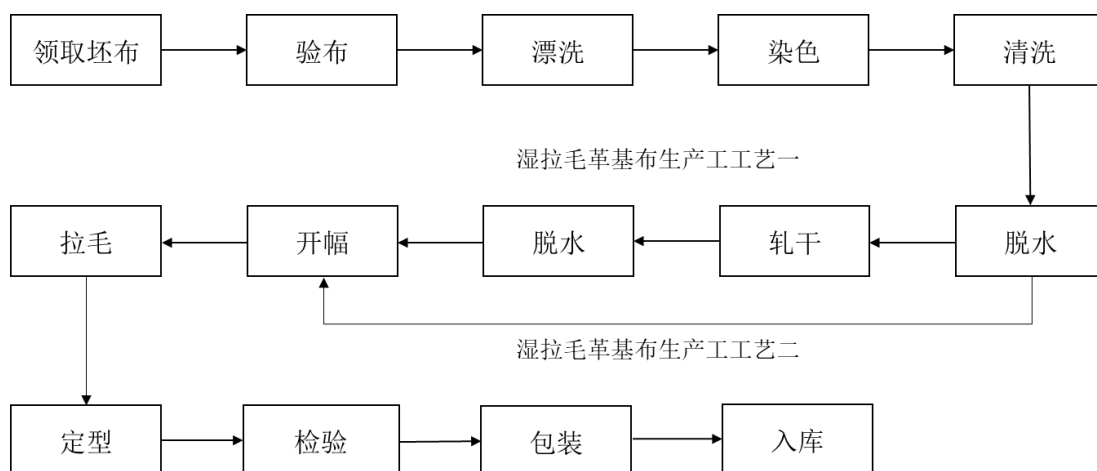 领取坯布 验布 漂洗 染色 清洗
湿拉毛革基布生产工工艺一
拉毛 开幅 脱水 轧干 脱水
湿拉毛革基布生产工工艺二
定型 检验 包装 入库